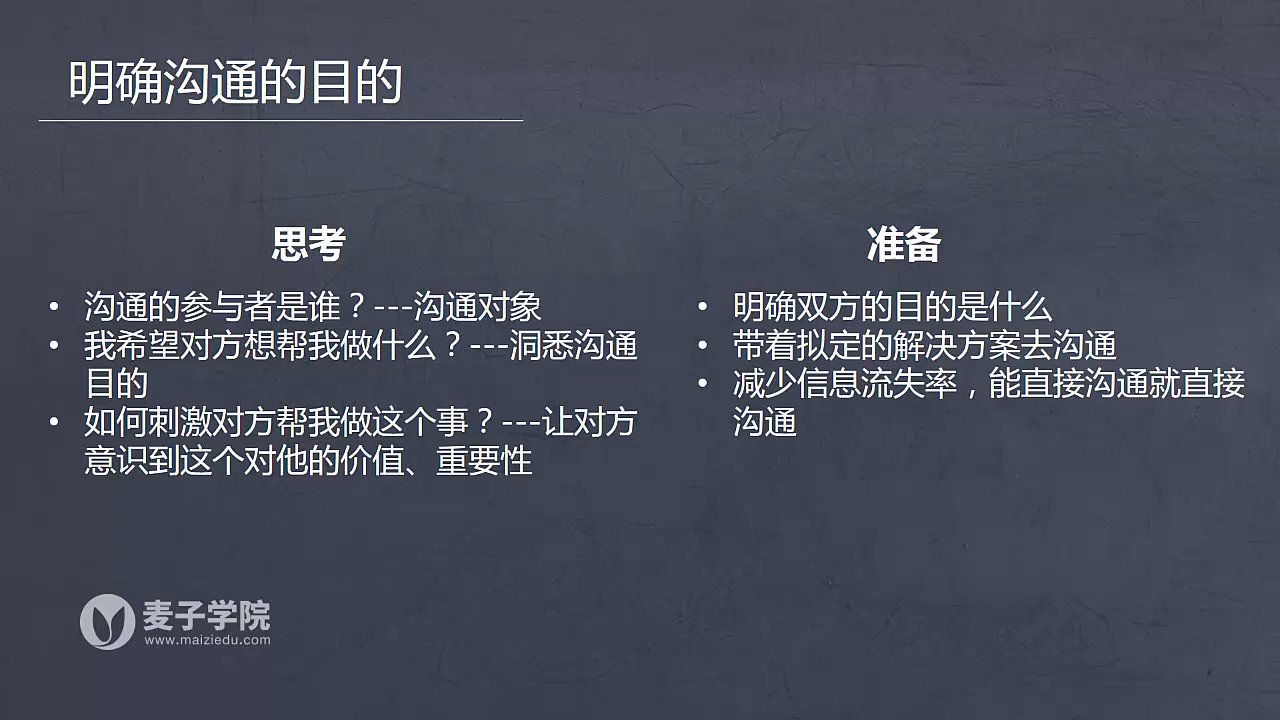 明确沟通的目的
思考
• 沟通的参与者是谁？---沟通对象
• 我希望对方想帮我做什么？---洞悉沟通
目的
• 如何刺激对方帮我做这个事？---让对方
意识到这个对他的价值、重要性
准备
• 明确双方的目的是什么
• 带着拟定的解决方案去沟通
• 减少信息流失率，能直接沟通就直接
沟通
麦子学院
www.maiziedu.com